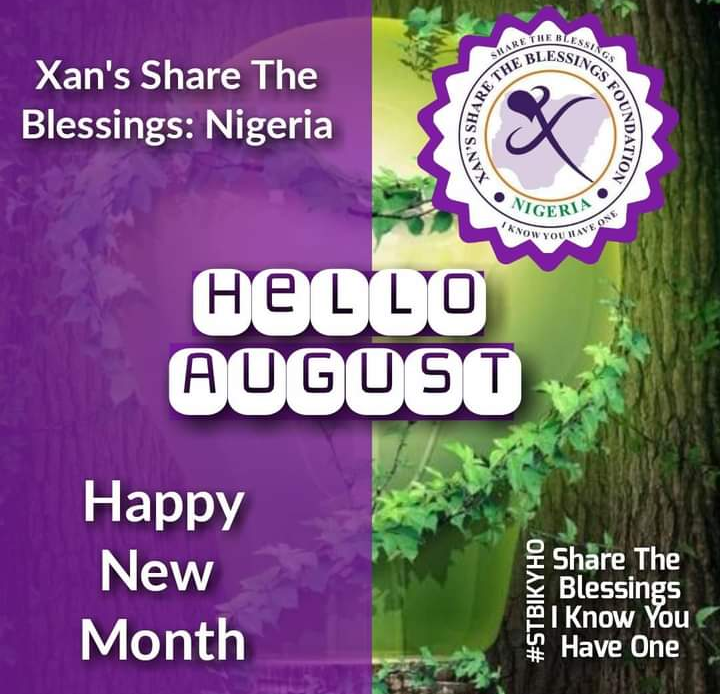 Xan's Share The
Blessings: Nigeria
SHARE THE BLESSINGS
XAN'S SHARE THE BLESSINGS FOUNDATION
NIGERIA
I KNOW YOU HAVE ONE
HeLLO
AUGUST
Happy
New
Month
#STBIKYHO
Share The
Blessings
I Know You
Have One